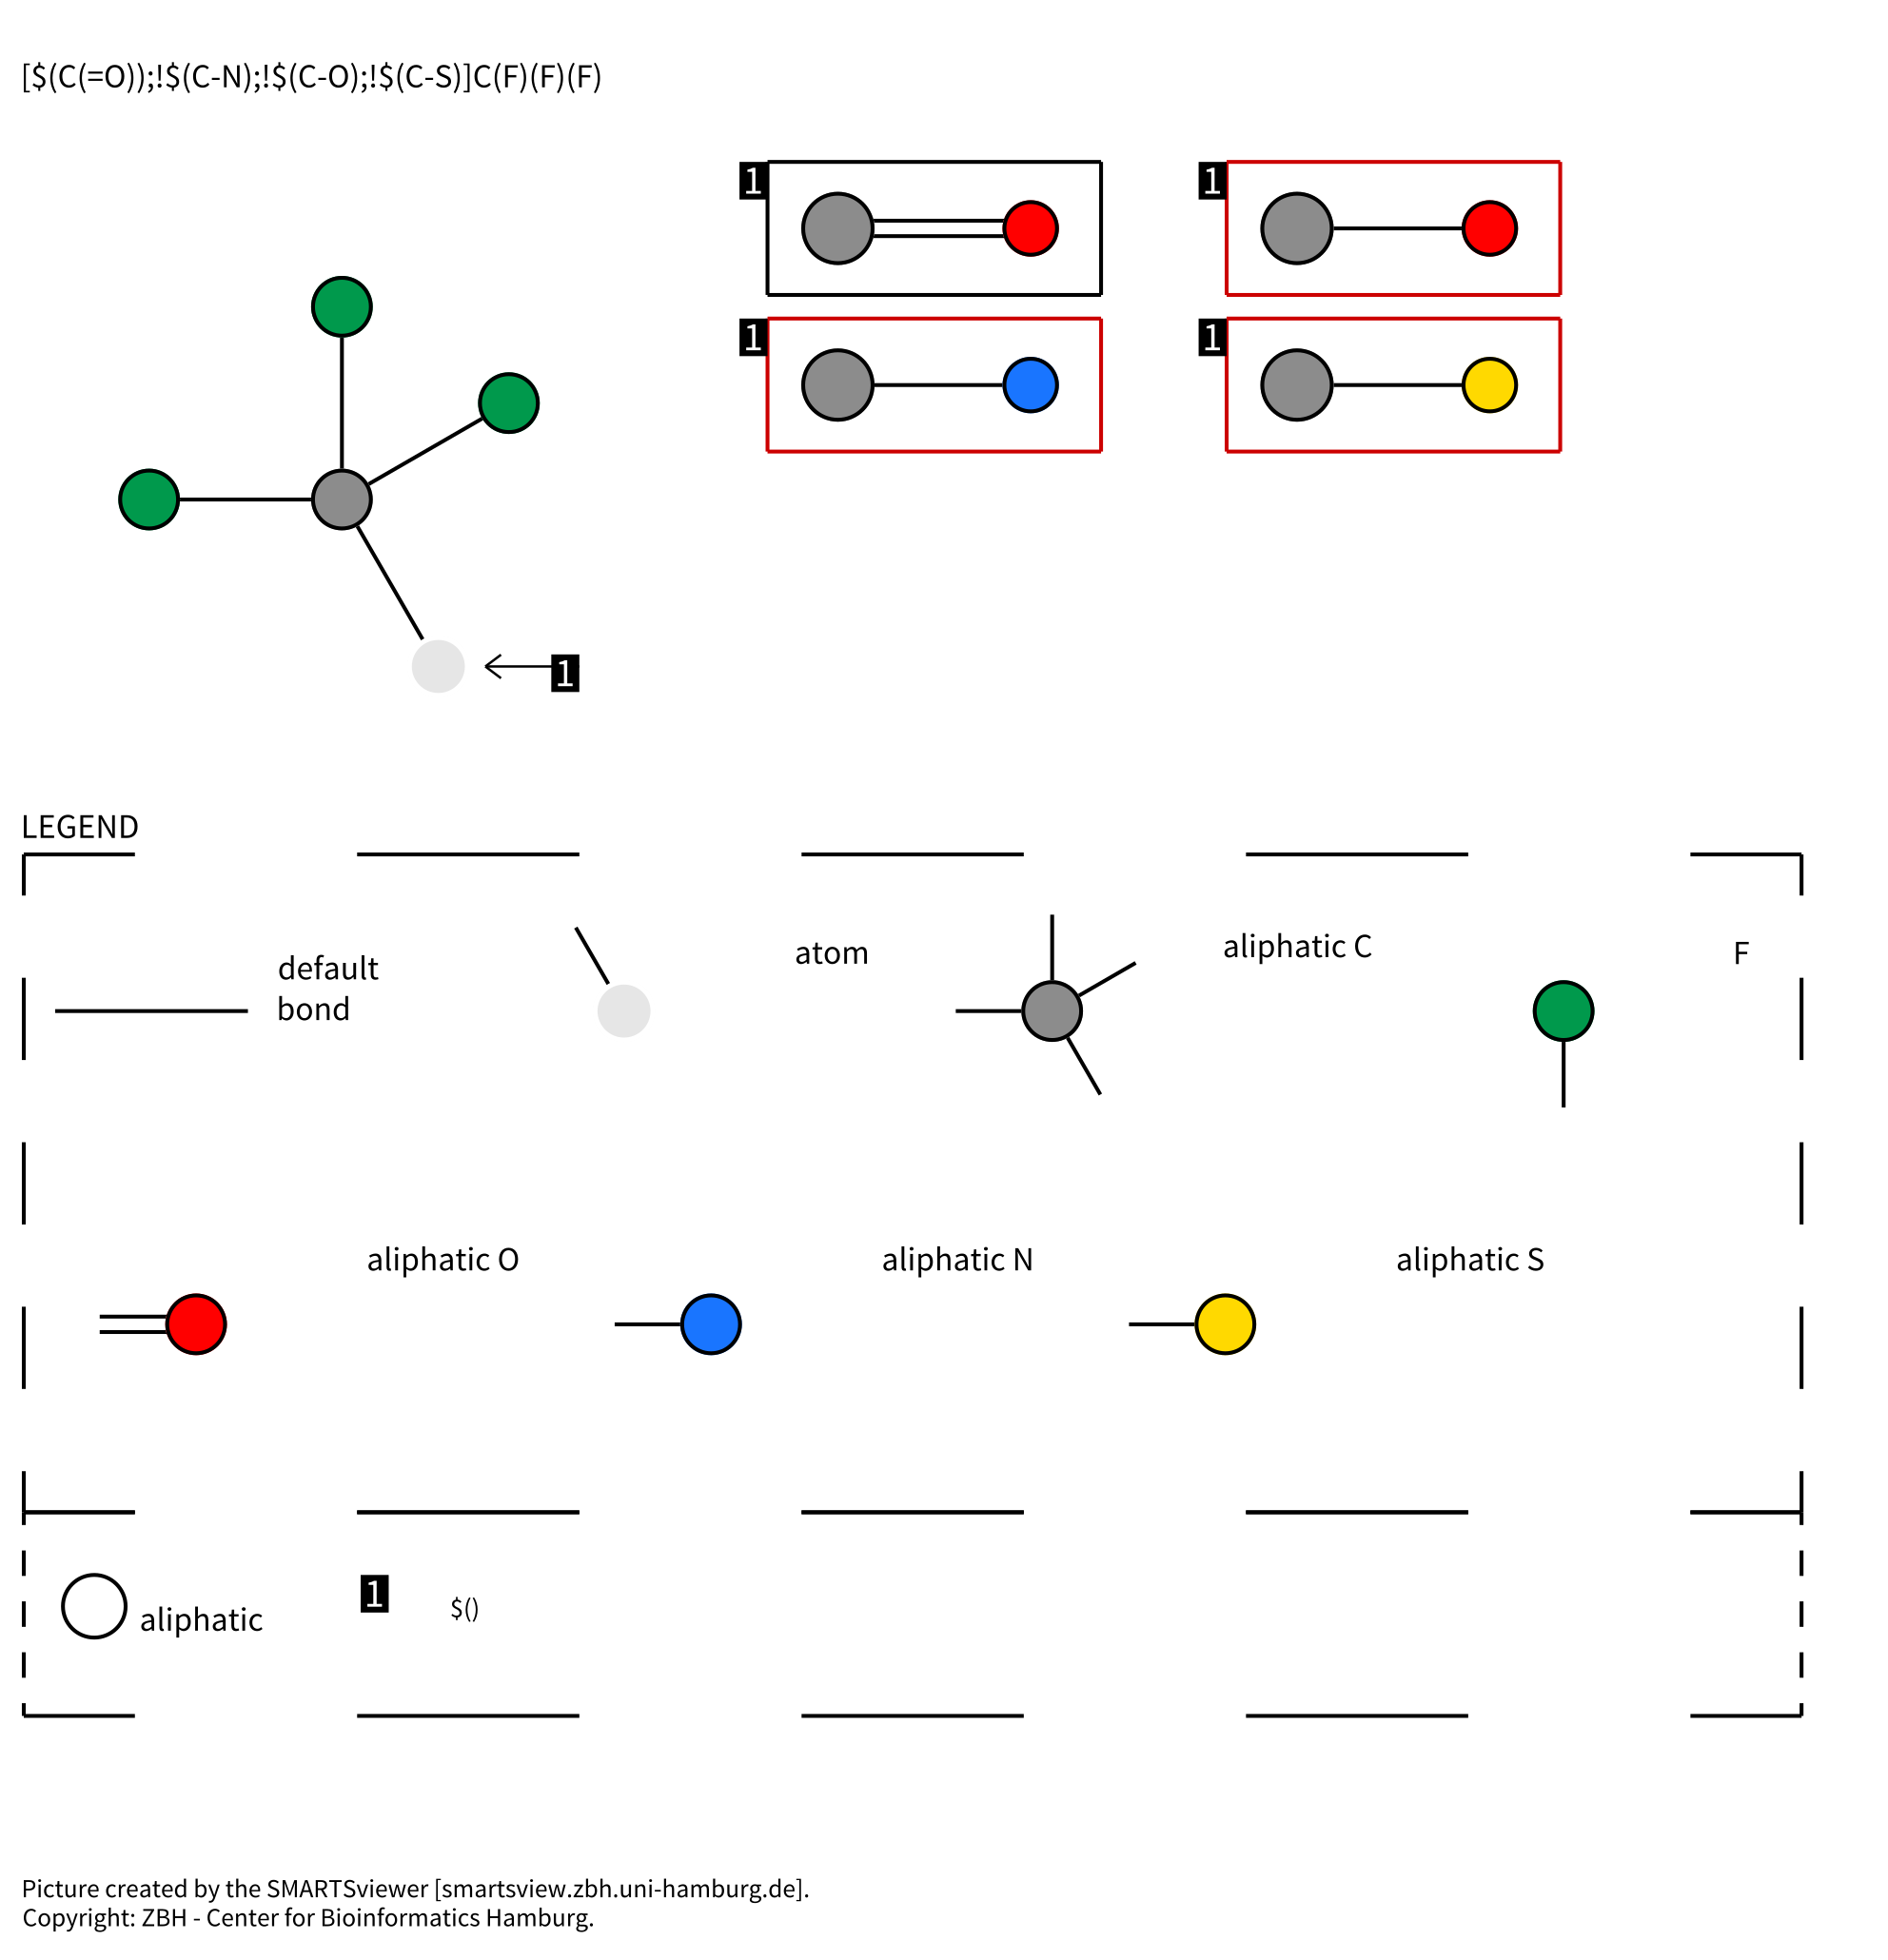 [$(C(=O));!$(C-N);!$(C-O);!$(C-S)]C(F)(F)(F)
1
1
1
1
1
LEGEND
default
bond
atom
aliphatic C
F
aliphatic O
aliphatic N
aliphatic S
aliphatic
1
$()
Picture created by the SMARTSviewer [smartsview.zbh.uni-hamburg.de].
Copyright: ZBH - Center for Bioinformatics Hamburg.